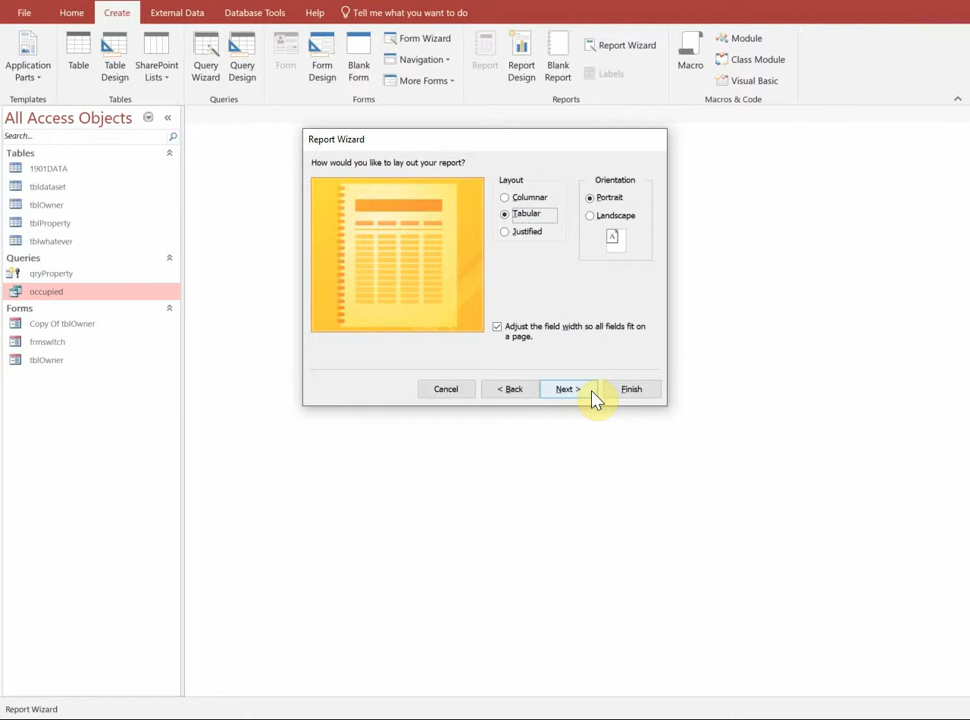 File Home Create External Data Database Tools Help Tell me what you want to do
Application Parts
Table
Table Design
SharePoint Lists
Query Wizard
Query Design
Form
Form Design
Blank Form
Form Wizard
Navigation
More Forms
Report
Report Design
Blank Report
Report Wizard
Labels
Macro
Module
Class Module
Visual Basic
Templates Tables Queries Forms Reports Macros & Code
All Access Objects
Search...
Tables
1901DATA
tbldataset
tblOwner
tblProperty
tblwhatever
Queries
qryProperty
occupied
Forms
Copy Of tblOwner
frmswitch
tblOwner
Report Wizard
How would you like to lay out your report?
Layout
Columnar
Tabular
Justified
Orientation
Portrait
Landscape
A
Adjust the field width so all fields fit on
a page.
Cancel < Back Next > Finish
Report Wizard